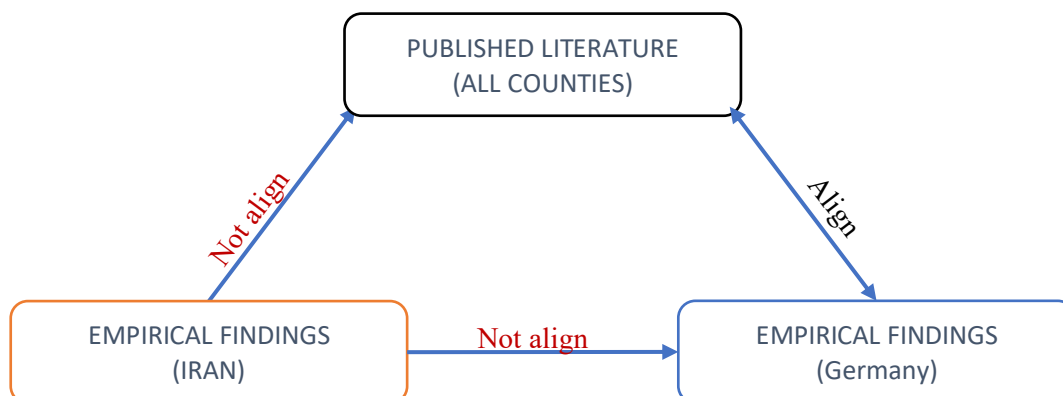 PUBLISHED LITERATURE
(ALL COUNTIES)
Not align
Align
EMPIRICAL FINDINGS
(IRAN)
Not align
EMPIRICAL FINDINGS
(Germany)